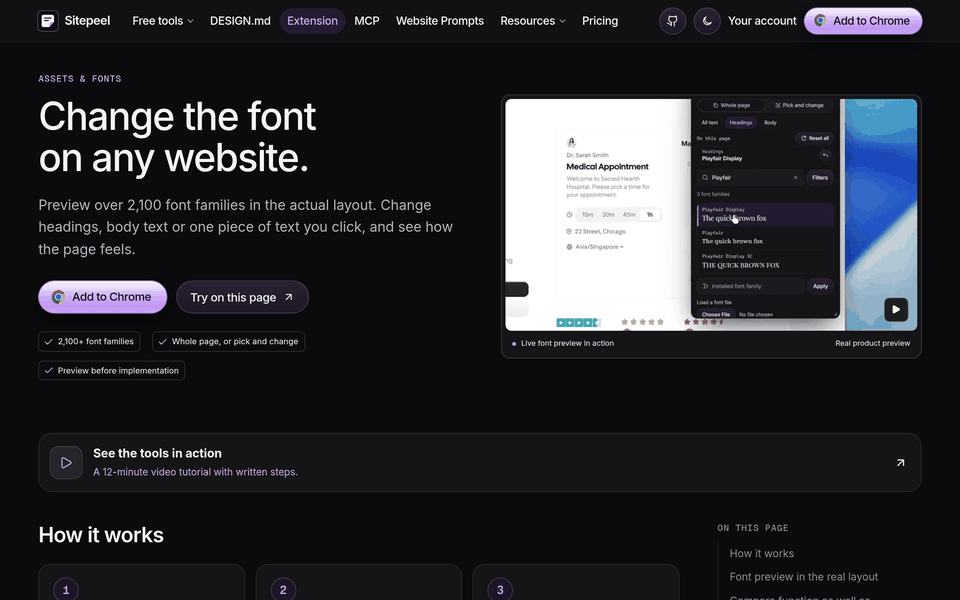 Sitepeel
Free tools
DESIGN.md
Extension
MCP
Website Prompts
Resources
Pricing
Your account
Add to Chrome
ASSETS & FONTS
Change the font
on any website.
Preview over 2,100 font families in the actual layout. Change
headings, body text or one piece of text you click, and see how
the page feels.
Add to Chrome
Try on this page
2,100+ font families
Whole page, or pick and change
Preview before implementation
Dr. Sarah Smith
Medical Appointment
Welcome to Sacred Hearth
Hospital. Please pick a time for
your appointment.
15m
30m
45m
1h
22 Street, Chicago
Asia/Singapore
Ma
ng
Whole page
Pick and change
All text
Headings
Body
On this page
Reset all
Headings
Playfair Display
Playfair
Filters
3 font families
Playfair Display
The quick brown fox
Playfair
The quick brown fox
Playfair Display SC
THE QUICK BROWN FOX
Installed font family
Apply
Load a font file
Choose File
No file chosen
Live font preview in action
Real product preview
See the tools in action
A 12-minute video tutorial with written steps.
How it works
1
2
3
ON THIS PAGE
How it works
Font preview in the real layout
Compare function as well as